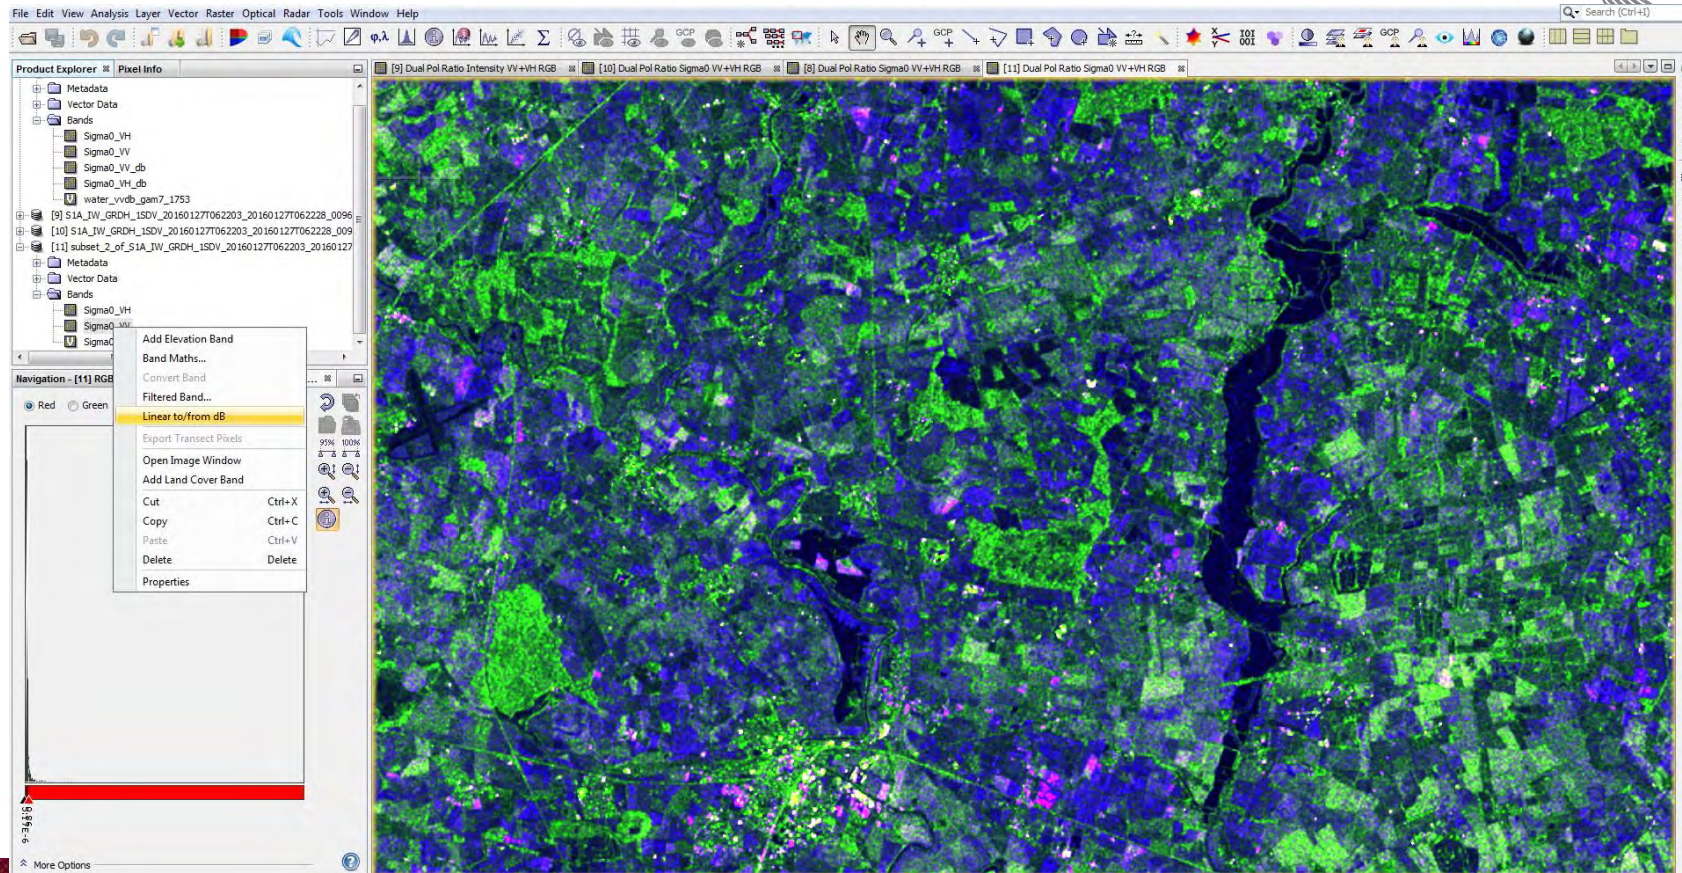 File Edit View Analysis Layer Vector Raster Optical Radar Tools Window Help
Search (Ctrl+I)
Product Explorer Pixel Info
[9] Dual Pol Ratio Intensity VV+VH RGB [10] Dual Pol Ratio Sigma0 VV+VH RGB [8] Dual Pol Ratio Sigma0 VV+VH RGB [11] Dual Pol Ratio Sigma0 VV+VH RGB
Metadata
Vector Data
Bands
Sigma0_VH
Sigma0_VV
Sigma0_VV_db
Sigma0_VH_db
water_vvdb_gam7_1753
[9] S1A_IW_GRDH_1SDV_20160127T062203_20160127T062228_0096
[10] S1A_IW_GRDH_1SDV_20160127T062203_20160127T062228_009
[11] subset_2_of_S1A_IW_GRDH_1SDV_20160127T062203_20160127
Metadata
Vector Data
Bands
Sigma0_VH
Sigma0_VV
Sigma0
Add Elevation Band
Band Maths...
Convert Band
Filtered Band...
Linear to/from dB
Export Transect Pixels
Open Image Window
Add Land Cover Band
Cut Ctrl+X
Copy Ctrl+C
Paste Ctrl+V
Delete Delete
Properties
Navigation - [11] RGB ...
Red Green
95% 100%
More Options